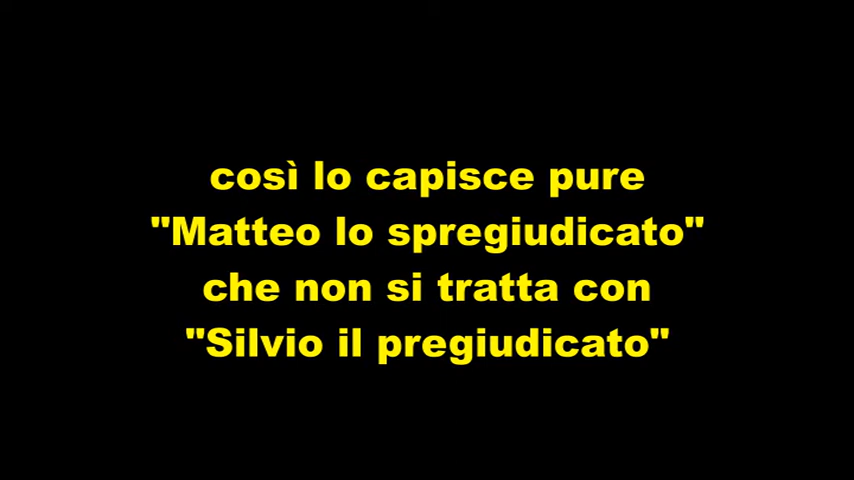 così lo capisce pure
"Matteo lo spregiudicato"
che non si tratta con
"Silvio il pregiudicato"